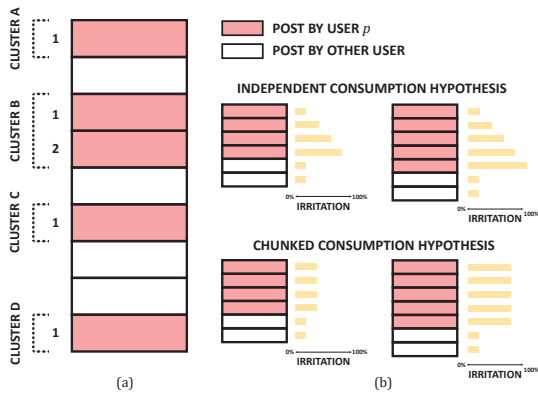 CLUSTER A
1
CLUSTER B
1
2
CLUSTER C
1
CLUSTER D
1
(a)
POST BY USER p
POST BY OTHER USER
INDEPENDENT CONSUMPTION HYPOTHESIS
0% 100%
IRRITATION
0% 100%
IRRITATION
CHUNKED CONSUMPTION HYPOTHESIS
0% 100%
IRRITATION
0% 100%
IRRITATION
(b)